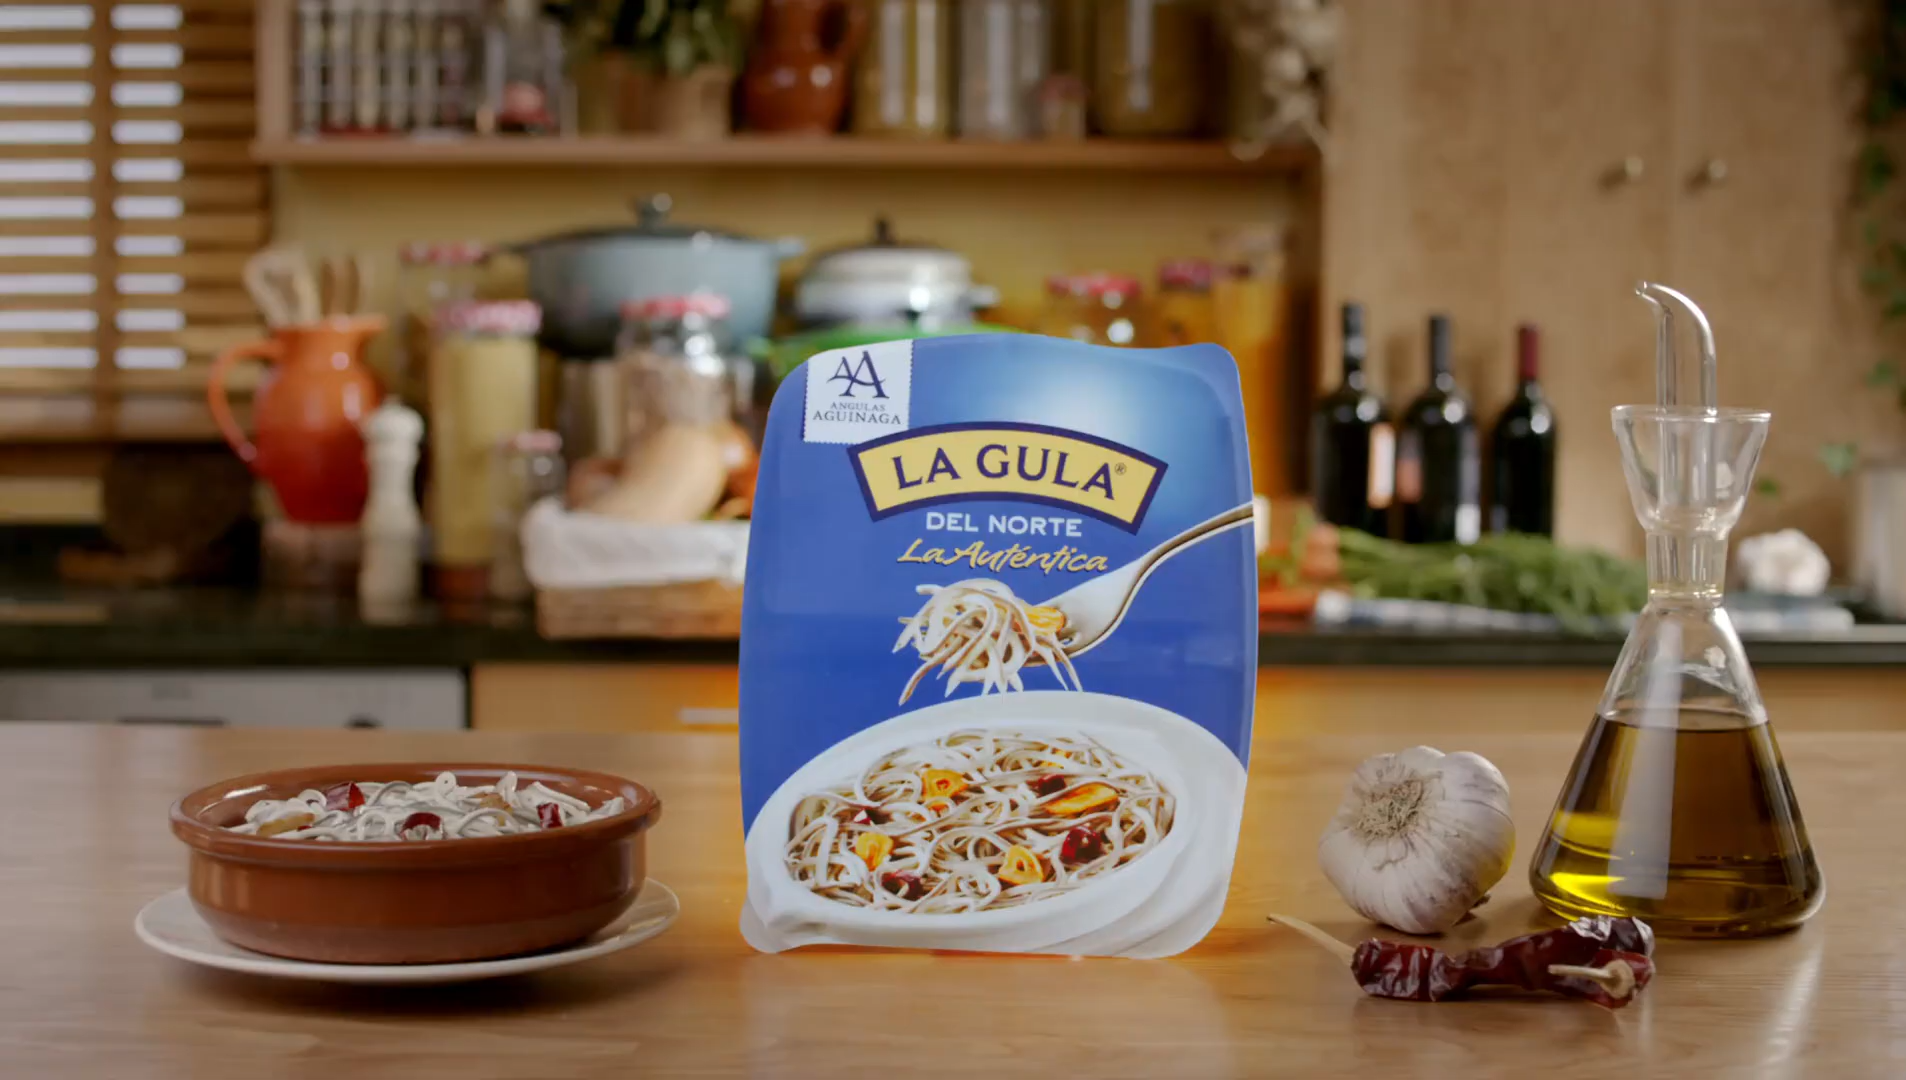 AA
ANGULAS
AGUINAGA
LA GULA®
DEL NORTE
La Auténtica